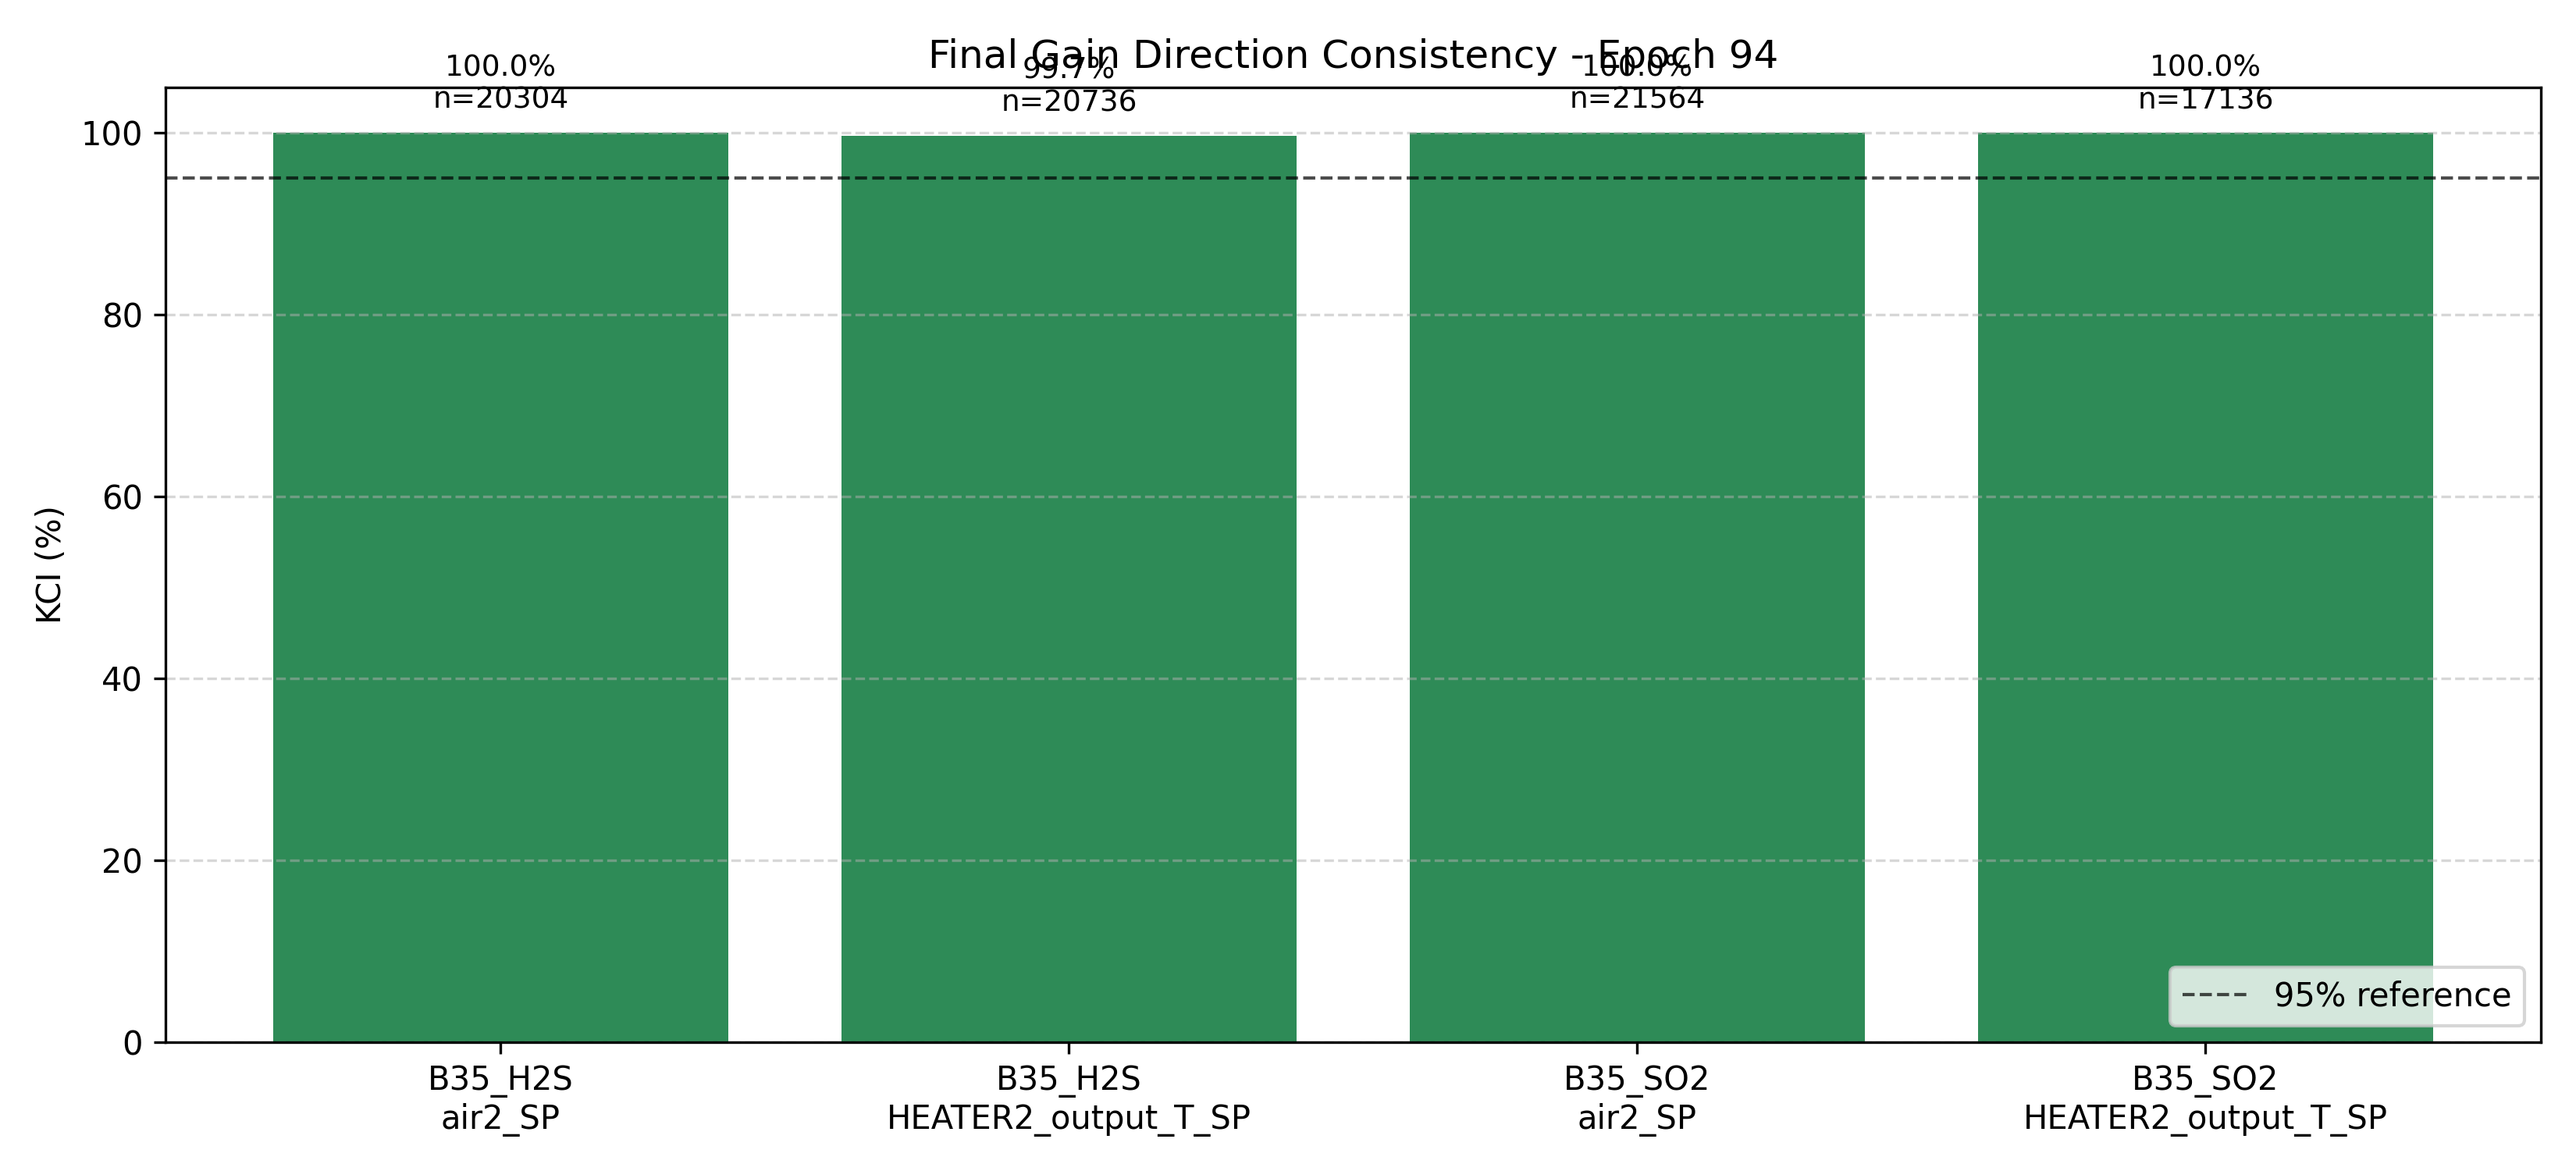 Final Gain Direction Consistency - Epoch 94
100.0%
n=20304
99.7%
n=20736
100.0%
n=21564
100.0%
n=17136
KCI (%)
100
80
60
40
20
0
95% reference
B35_H2S
air2_SP
B35_H2S
HEATER2_output_T_SP
B35_SO2
air2_SP
B35_SO2
HEATER2_output_T_SP